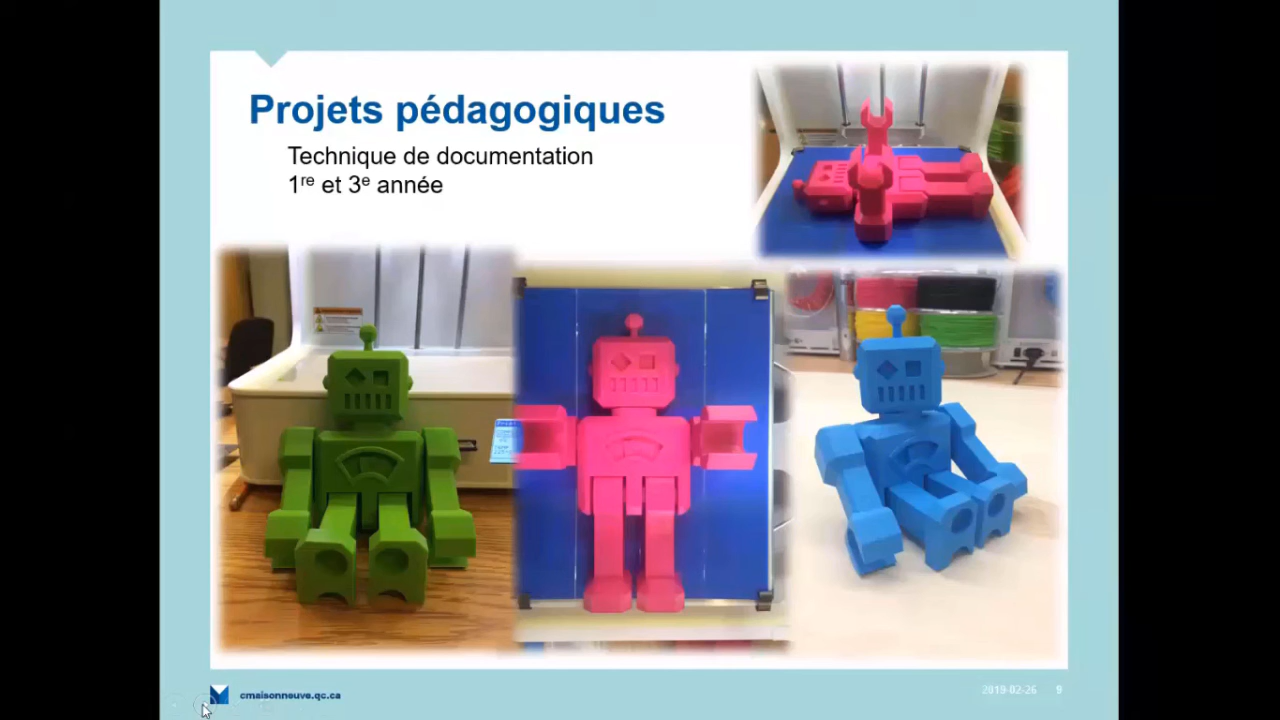 Projets pédagogiques
Technique de documentation
1re et 3e année
cmaisonneuve.qc.ca
2019-02-26 9